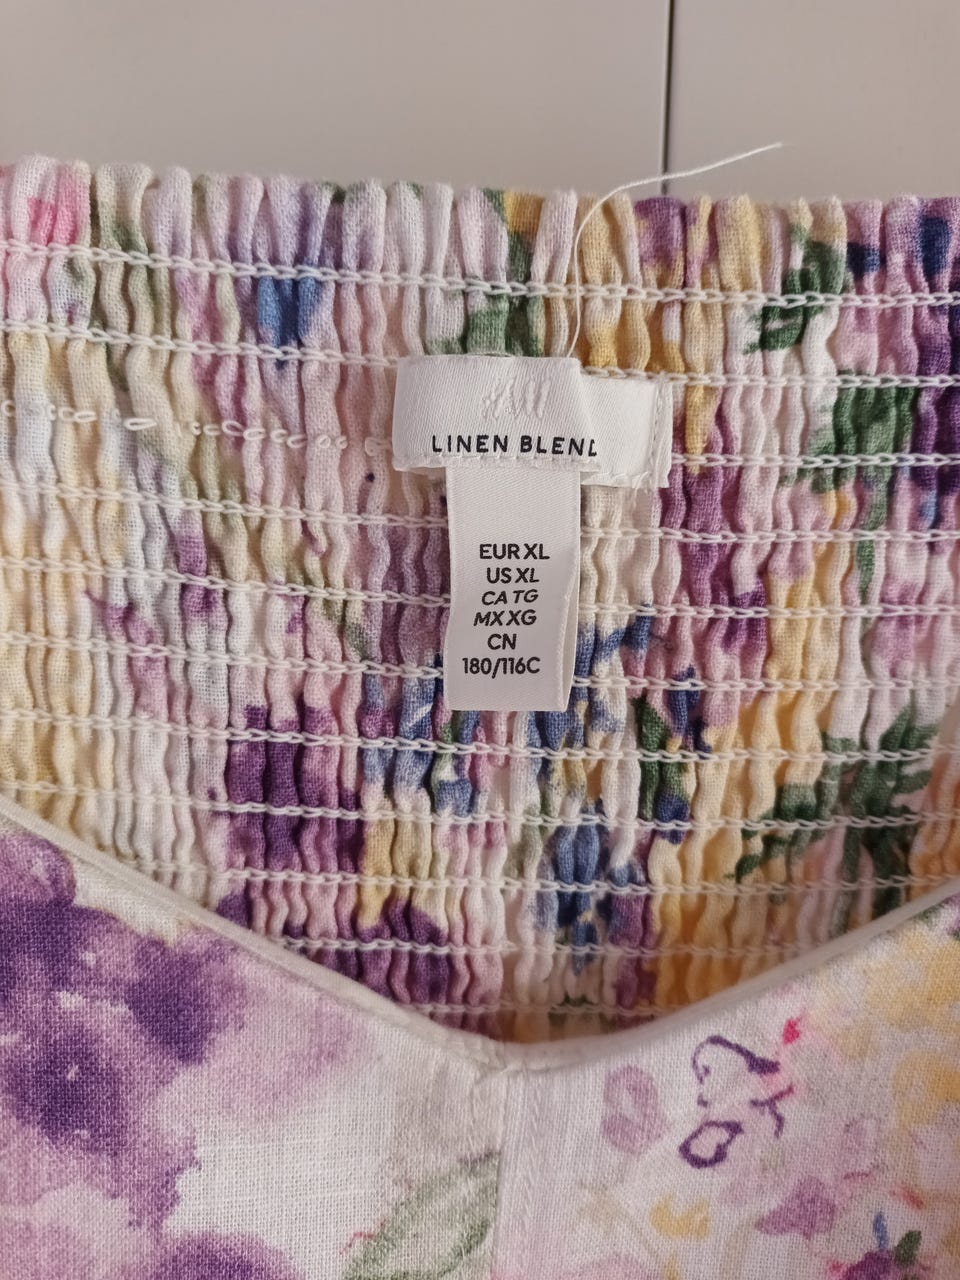 H&M
LINEN BLEND
EUR XL
US XL
CA TG
MX XG
CN
180/116C